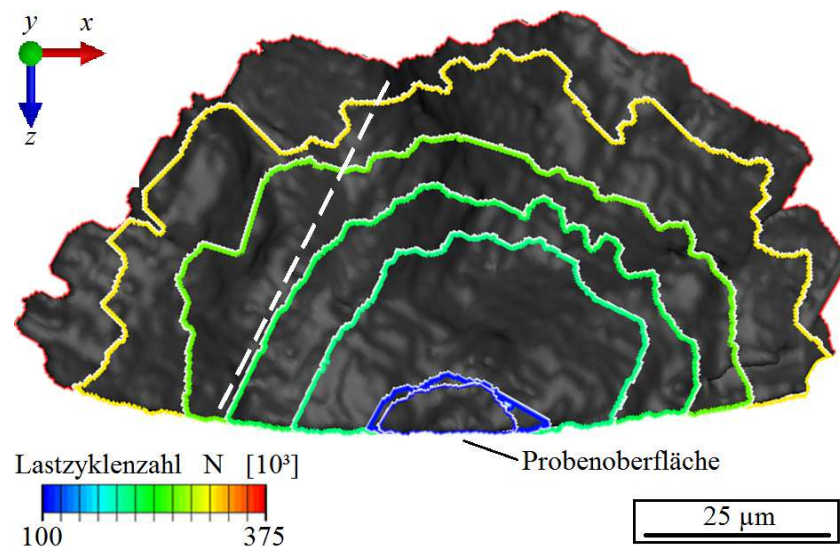 y
x
z
Probenoberfläche
Lastzyklenzahl N [10³]
100 375
25 µm